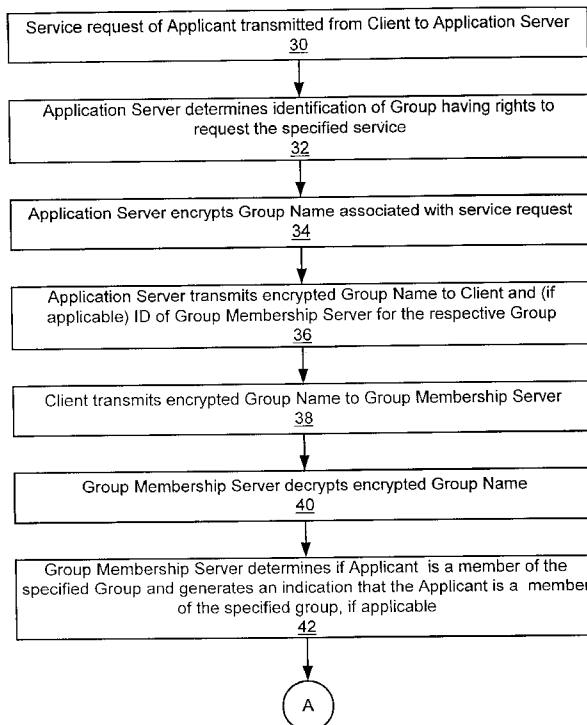 Service request of Applicant transmitted from Client to Application Server
30
Application Server determines identification of Group having rights to
request the specified service
32
Application Server encrypts Group Name associated with service request
34
Application Server transmits encrypted Group Name to Client and (if
applicable) ID of Group Membership Server for the respective Group
36
Client transmits encrypted Group Name to Group Membership Server
38
Group Membership Server decrypts encrypted Group Name
40
Group Membership Server determines if Applicant is a member of the
specified Group and generates an indication that the Applicant is a member
of the specified group, if applicable
42
A